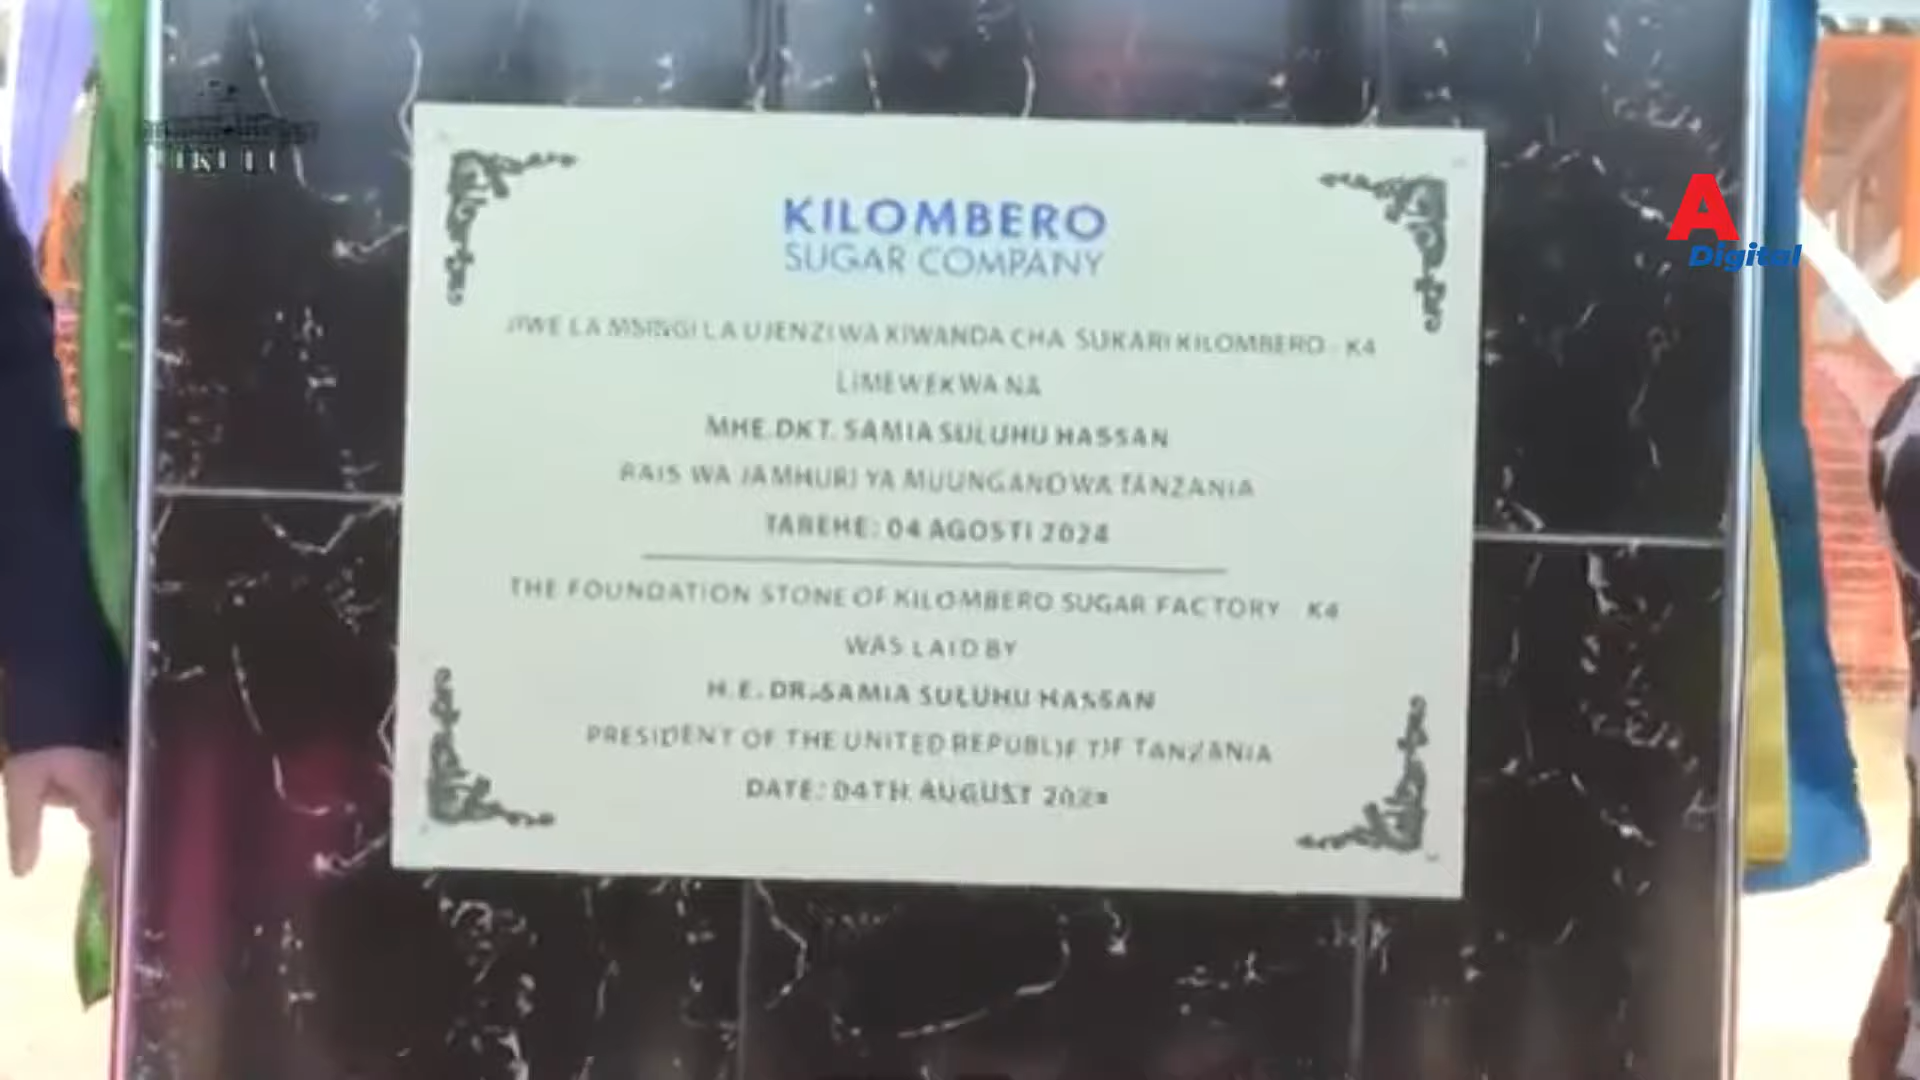 IKULU
A
Digital
KILOMBERO
SUGAR COMPANY
JIWE LA MSINGI LA UJENZI WA KIWANDA CHA SUKARI KILOMBERO - K4
LIMEWEKWA NA
MHE. DKT. SAMIA SULUHU HASSAN
RAIS WA JAMHURI YA MUUNGANO WA TANZANIA
TAREHE: 04 AGOSTI 2024
THE FOUNDATION STONE OF KILOMBERO SUGAR FACTORY K4
WAS LAID BY
H.E. DR. SAMIA SULUHU HASSAN
PRESIDENT OF THE UNITED REPUBLIC OF TANZANIA
DATE: 04TH AUGUST 2024